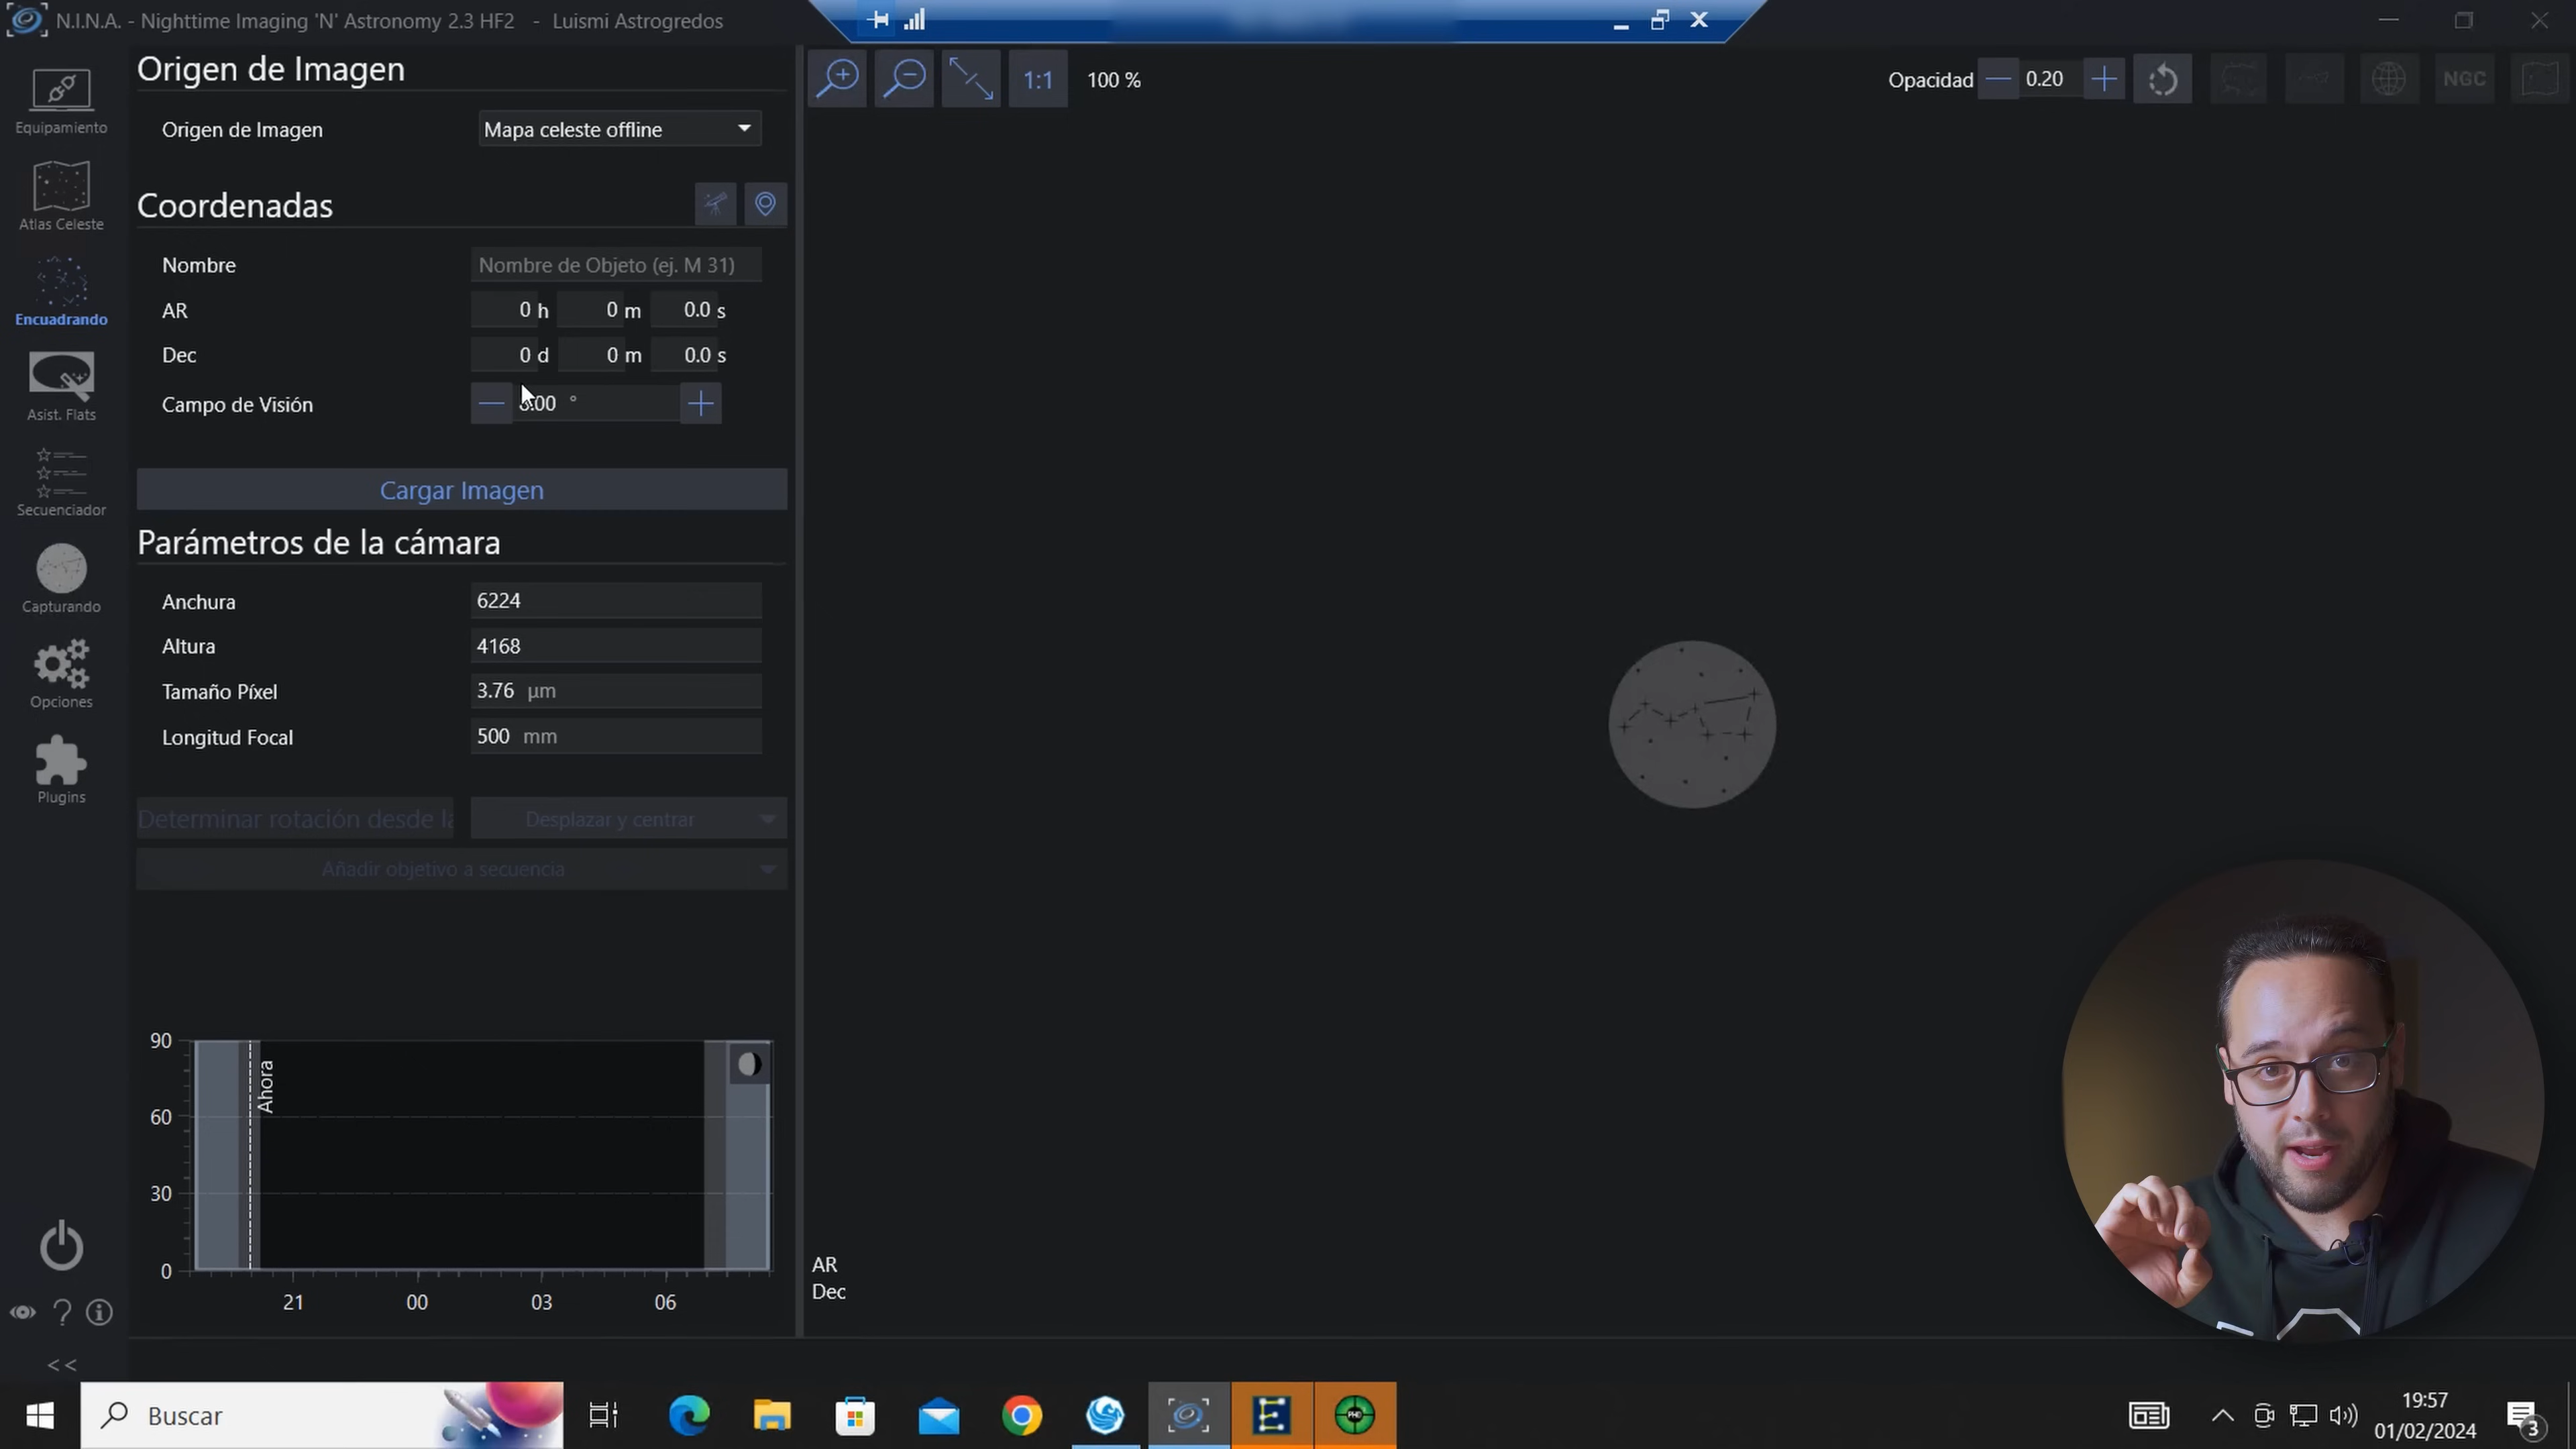 N.I.N.A. - Nighttime Imaging 'N' Astronomy 2.3 HF2 - Luismi Astrogredos
Equipamiento
Atlas Celeste
Encuadrando
Asist. Flats
Secuenciador
Capturando
Opciones
Plugins
<<
Origen de Imagen
Origen de Imagen Mapa celeste offline
Coordenadas
Nombre Nombre de Objeto (ej. M 31)
AR 0 h 0 m 0.0 s
Dec 0 d 0 m 0.0 s
Campo de Visión .00 °
Cargar Imagen
Parámetros de la cámara
Anchura 6224
Altura 4168
Tamaño Píxel 3.76 µm
Longitud Focal 500 mm
Determinar rotación desde la Desplazar y centrar
Añadir objetivo a secuencia
90
60
30
0
Ahora
21 00 03 06
1:1 100 %
Opacidad 0.20 NGC
AR
Dec
Buscar
PHD
19:57
01/02/2024
3